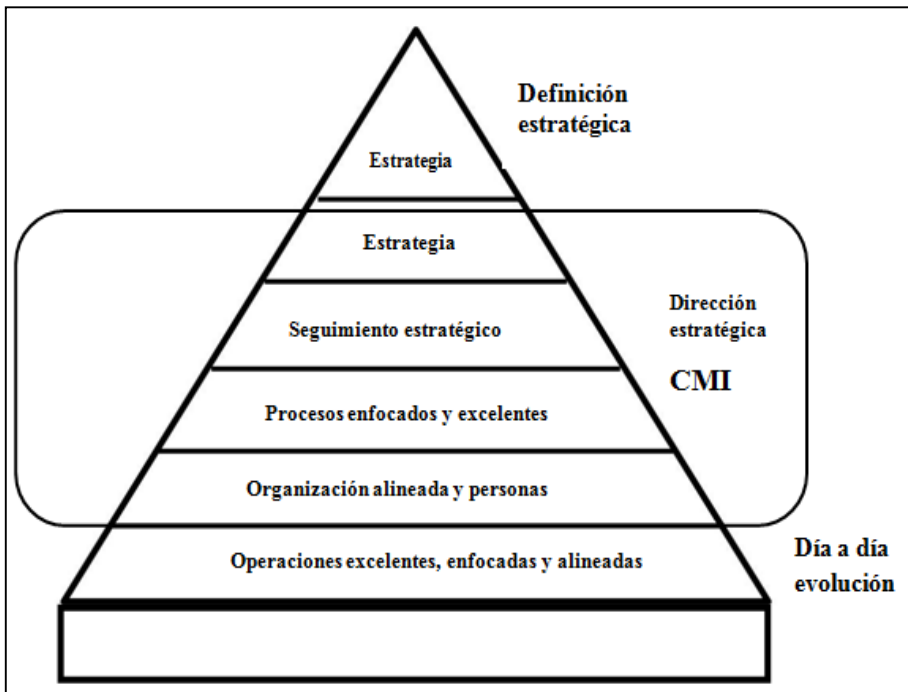 Definición
estratégica
Estrategia
Estrategia
Seguimiento estratégico
Dirección
estratégica
CMI
Procesos enfocados y excelentes
Organización alineada y personas
Operaciones excelentes, enfocadas y alineadas
Día a día
evolución